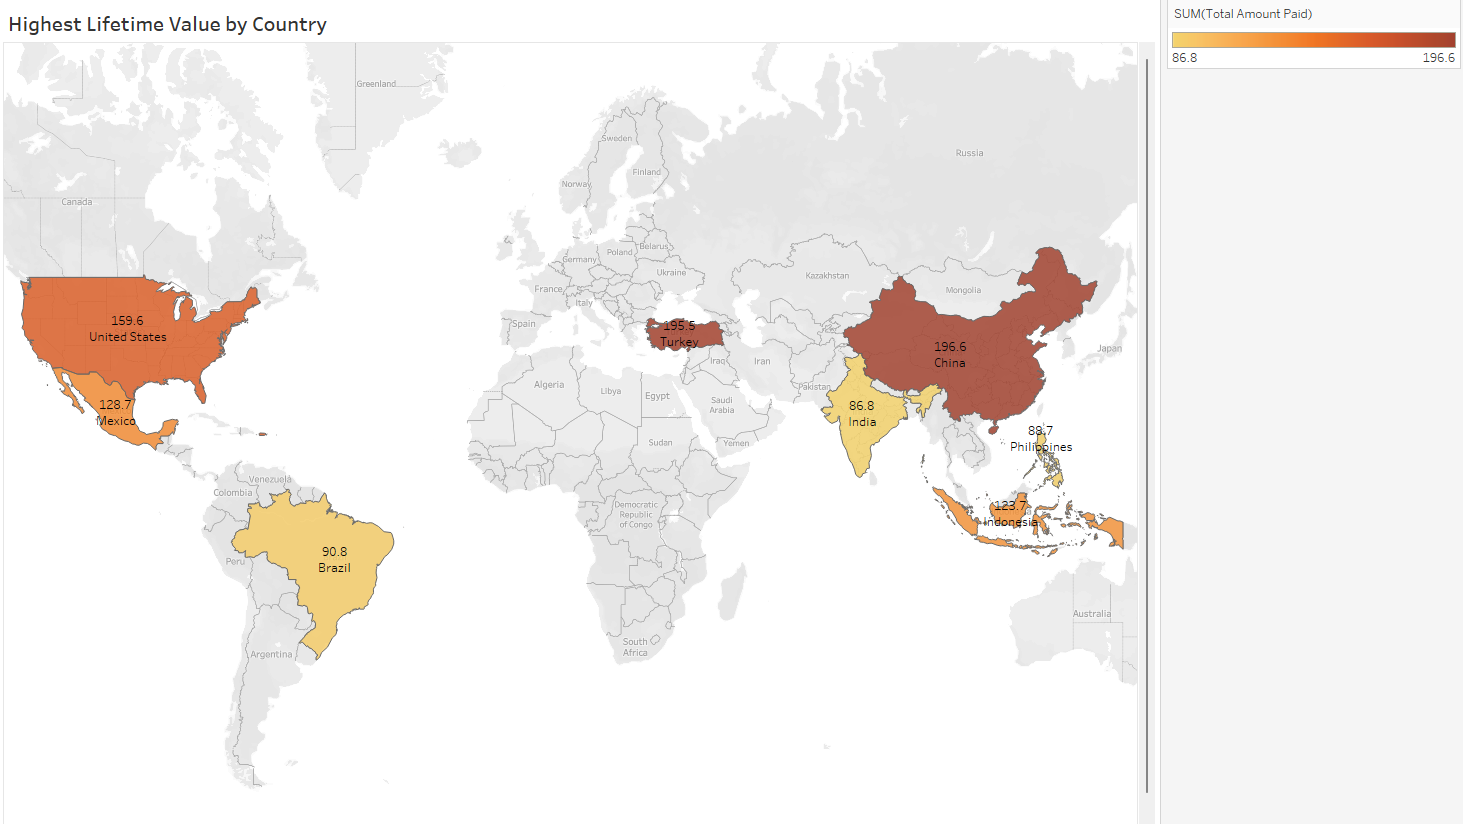 Highest Lifetime Value by Country
SUM(Total Amount Paid)
86.8
196.6
Greenland
Sweden
Russia
Finland
Norway
Canada
Belarus
Poland
Germany
Ukraine
Kazakhstan
France
Mongolia
Italy
159.6
United States
Spain
195.5
Turkey
196.6
China
Japan
Iraq
Iran
Algeria
Libya
Egypt
Pakistan
Saudi
Arabia
128.7
Mexico
86.8
India
88.7
Philippines
Sudan
Yemen
Venezuela
Colombia
Democratic
Republic
of Congo
123.7
Indonesia
90.8
Brazil
Peru
Australia
South
Africa
Argentina